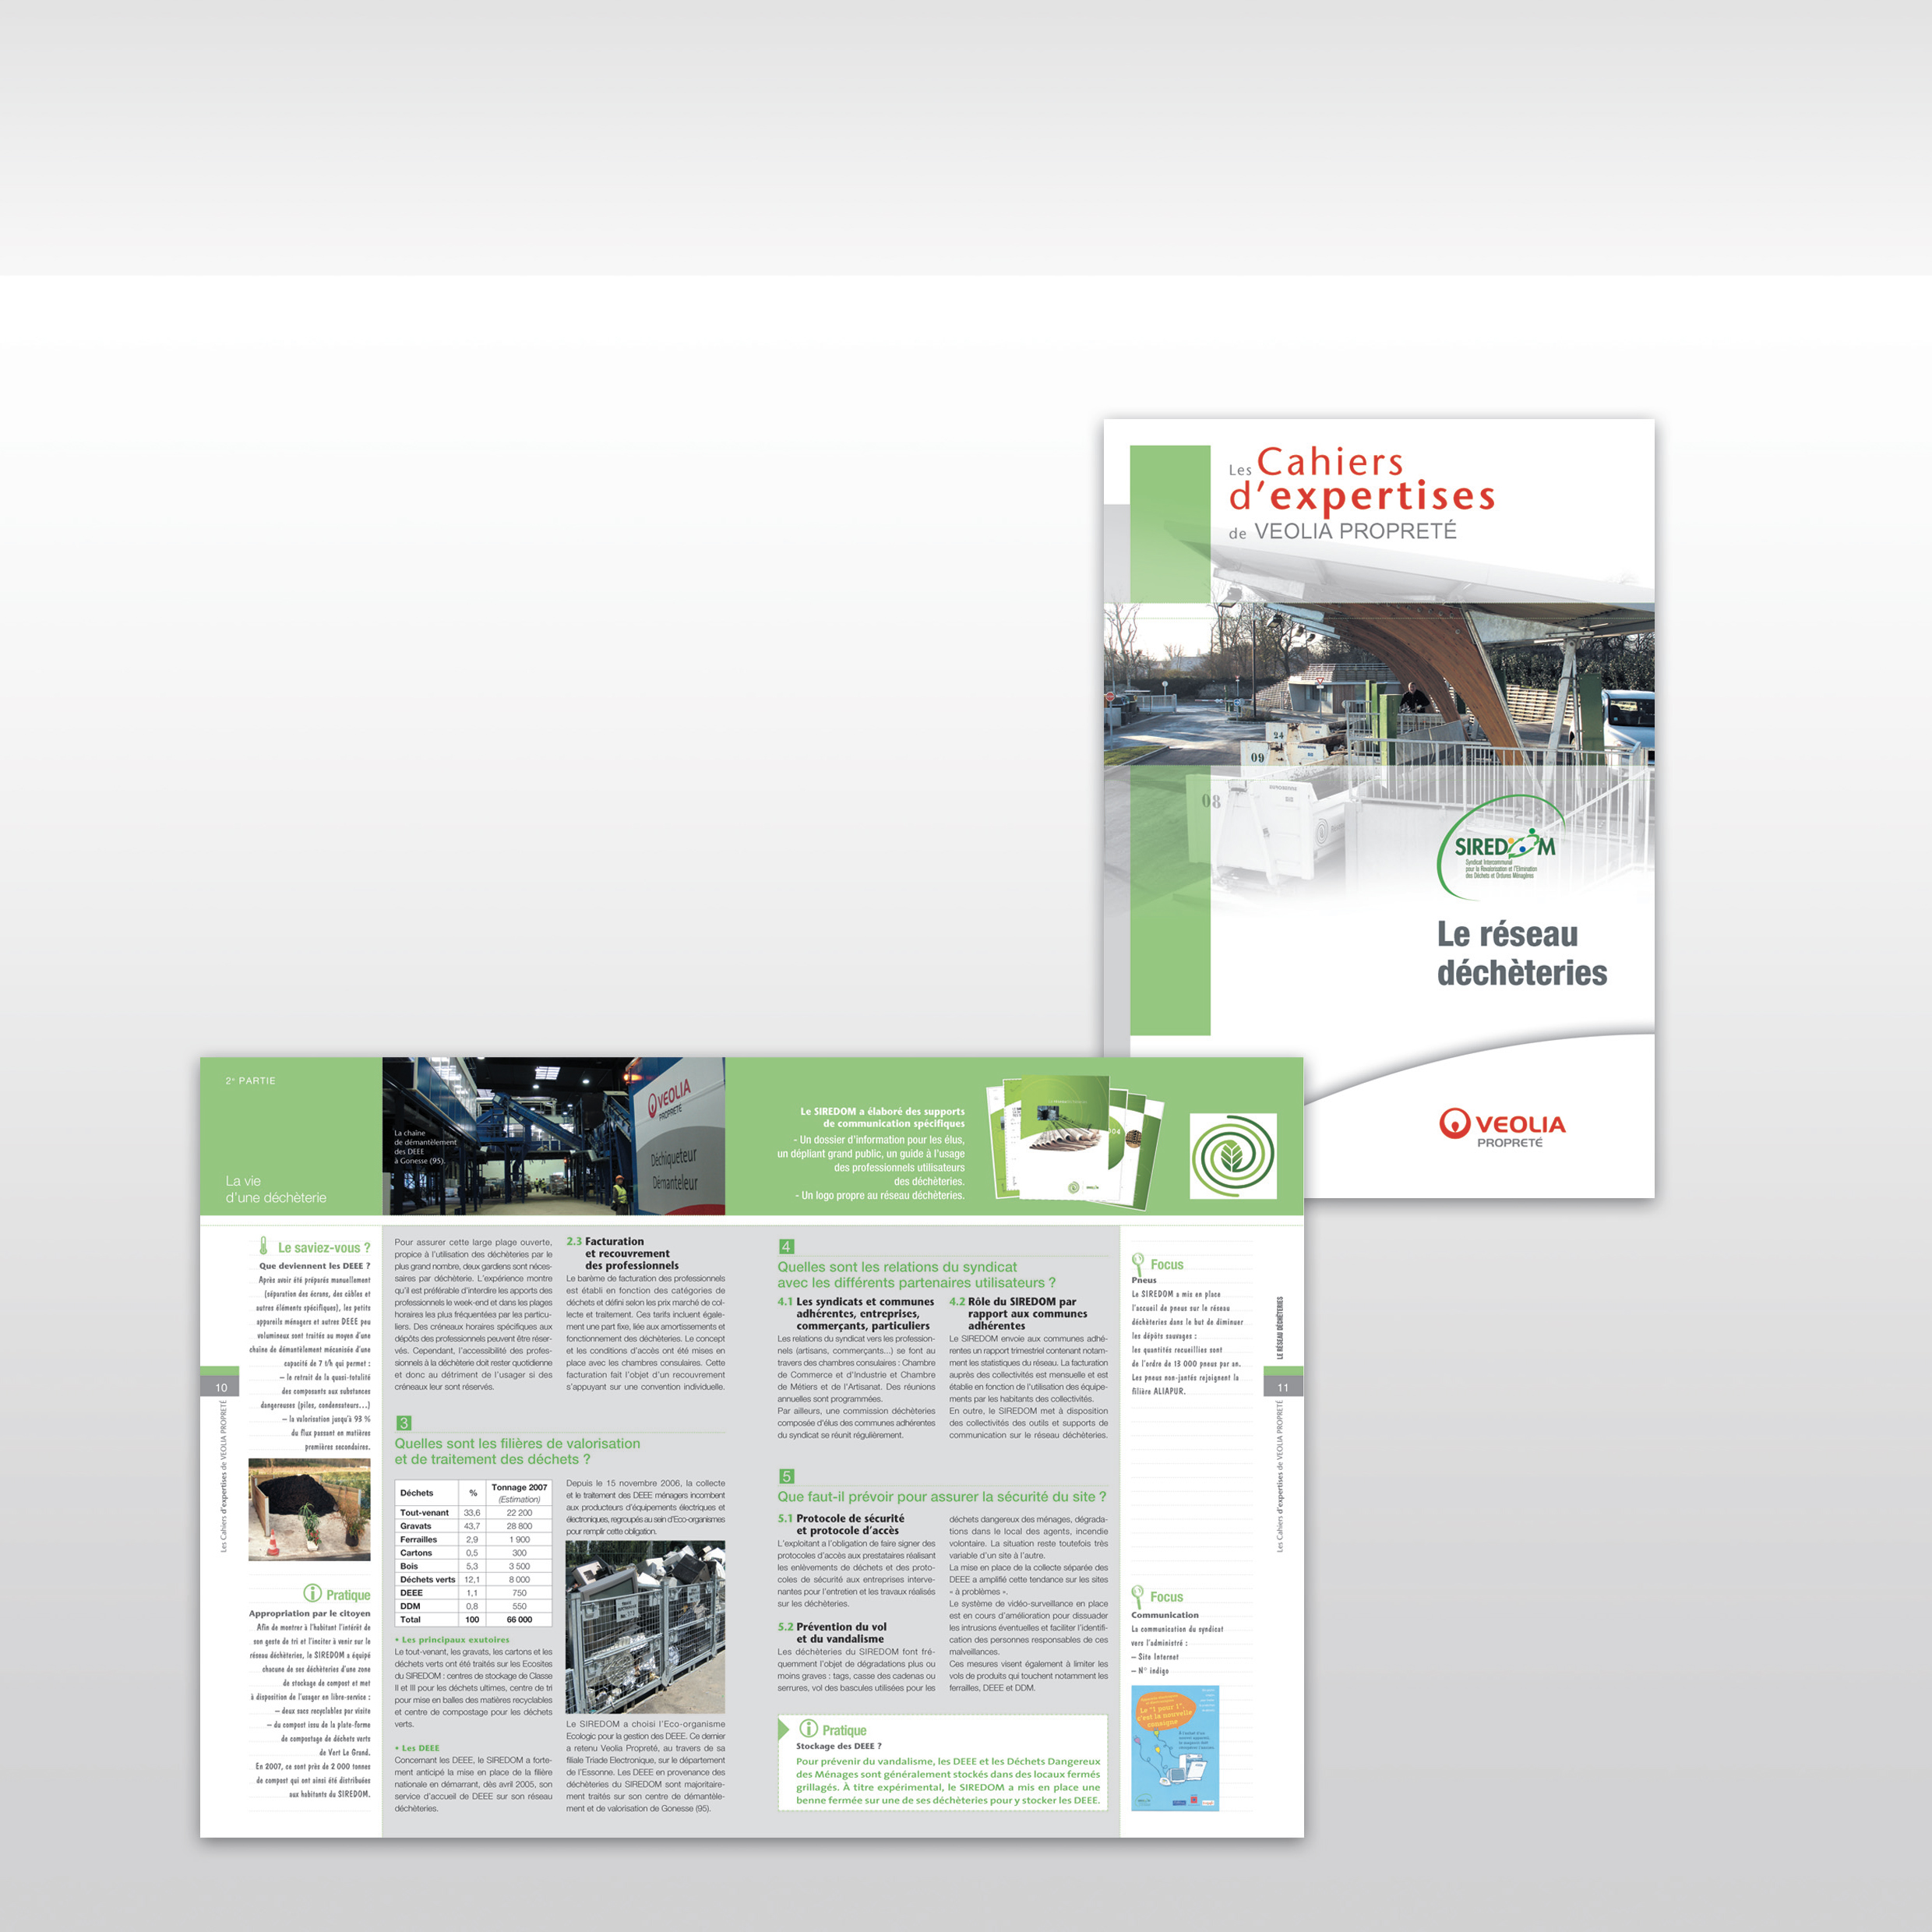 Les Cahiers
d'expertises
de VEOLIA PROPRETÉ
24
09
08
SIREDOM
Syndicat Intercommunal
pour la Revalorisation et l'Elimination
des Déchets et Ordures Ménagères
Le réseau
déchèteries
VEOLIA
PROPRETÉ
2e PARTIE
La vie
d'une déchèterie
La chaîne
de démantèlement
des DEEE
à Gonesse (95).
VEOLIA
PROPRETÉ
Déchiqueteur
Démanteleur
Le SIREDOM a élaboré des supports
de communication spécifiques
- Un dossier d'information pour les élus,
un dépliant grand public, un guide à l'usage
des professionnels utilisateurs
des déchèteries.
- Un logo propre au réseau déchèteries.
Le saviez-vous ?
Que deviennent les DEEE ?
Après avoir été préparés manuellement
(séparation des écrans, des câbles et
autres éléments spécifiques), les petits
appareils ménagers et autres DEEE peu
volumineux sont traités au moyen d'une
chaîne de démantèlement mécanisée d'une
capacité de 7 t/h qui permet :
– le retrait de la quasi-totalité
des composants aux substances
dangereuses (piles, condensateurs...)
– la valorisation jusqu'à 93 %
du flux passant en matières
premières secondaires.
10
Les Cahiers d'expertises de VEOLIA PROPRETÉ
Pratique
Appropriation par le citoyen
Afin de montrer à l'habitant l'intérêt de
son geste de tri et l'inciter à venir sur le
réseau déchèteries, le SIREDOM a équipé
chacune de ses déchèteries d'une zone
de stockage de compost et met
à disposition de l'usager en libre-service :
– deux sacs recyclables par visite
– du compost issu de la plate-forme
de compostage de déchets verts
de Vert Le Grand.
En 2007, ce sont près de 2 000 tonnes
de compost qui ont ainsi été distribuées
aux habitants du SIREDOM.
Pour assurer cette large plage ouverte,
propice à l'utilisation des déchèteries par le
plus grand nombre, deux gardiens sont néces-
saires par déchèterie. L'expérience montre
qu'il est préférable d'interdire les apports des
professionnels le week-end et dans les plages
horaires les plus fréquentées par les particu-
liers. Des créneaux horaires spécifiques aux
dépôts des professionnels peuvent être réser-
vés. Cependant, l'accessibilité des profes-
sionnels à la déchèterie doit rester quotidienne
et donc au détriment de l'usager si des
créneaux leur sont réservés.
2.3 Facturation
et recouvrement
des professionnels
Le barème de facturation des professionnels
est établi en fonction des catégories de
déchets et défini selon les prix marché de col-
lecte et traitement. Ces tarifs incluent égale-
ment une part fixe, liée aux amortissements et
fonctionnement des déchèteries. Le concept
et les conditions d'accès ont été mises en
place avec les chambres consulaires. Cette
facturation fait l'objet d'un recouvrement
s'appuyant sur une convention individuelle.
3
Quelles sont les filières de valorisation
et de traitement des déchets ?
Déchets % Tonnage 2007
(Estimation)
Tout-venant 33,6 22 200
Gravats 43,7 28 800
Ferrailles 2,9 1 900
Cartons 0,5 300
Bois 5,3 3 500
Déchets verts 12,1 8 000
DEEE 1,1 750
DDM 0,8 550
Total 100 66 000
• Les principaux exutoires
Le tout-venant, les gravats, les cartons et les
déchets verts ont été traités sur les Ecosites
du SIREDOM : centres de stockage de Classe
II et III pour les déchets ultimes, centre de tri
pour mise en balles des matières recyclables
et centre de compostage pour les déchets
verts.
• Les DEEE
Concernant les DEEE, le SIREDOM a forte-
ment anticipé la mise en place de la filière
nationale en démarrant, dès avril 2005, son
service d'accueil de DEEE sur son réseau
déchèteries.
Depuis le 15 novembre 2006, la collecte
et le traitement des DEEE ménagers incombent
aux producteurs d'équipements électriques et
électroniques, regroupés au sein d'Eco-organismes
pour remplir cette obligation.
Le SIREDOM a choisi l'Eco-organisme
Ecologic pour la gestion des DEEE. Ce dernier
a retenu Veolia Propreté, au travers de sa
filiale Triade Electronique, sur le département
de l'Essonne. Les DEEE en provenance des
déchèteries du SIREDOM sont majoritaire-
ment traités sur son centre de démantèle-
ment et de valorisation de Gonesse (95).
4
Quelles sont les relations du syndicat
avec les différents partenaires utilisateurs ?
4.1 Les syndicats et communes
adhérentes, entreprises,
commerçants, particuliers
Les relations du syndicat vers les profession-
nels (artisans, commerçants...) se font au
travers des chambres consulaires : Chambre
de Commerce et d'Industrie et Chambre
de Métiers et de l'Artisanat. Des réunions
annuelles sont programmées.
Par ailleurs, une commission déchèteries
composée d'élus des communes adhérentes
du syndicat se réunit régulièrement.
4.2 Rôle du SIREDOM par
rapport aux communes
adhérentes
Le SIREDOM envoie aux communes adhé-
rentes un rapport trimestriel contenant notam-
ment les statistiques du réseau. La facturation
auprès des collectivités est mensuelle et est
établie en fonction de l'utilisation des équipe-
ments par les habitants des collectivités.
En outre, le SIREDOM met à disposition
des collectivités des outils et supports de
communication sur le réseau déchèteries.
5
Que faut-il prévoir pour assurer la sécurité du site ?
5.1 Protocole de sécurité
et protocole d'accès
L'exploitant a l'obligation de faire signer des
protocoles d'accès aux prestataires réalisant
les enlèvements de déchets et des proto-
coles de sécurité aux entreprises interve-
nantes pour l'entretien et les travaux réalisés
sur les déchèteries.
5.2 Prévention du vol
et du vandalisme
Les déchèteries du SIREDOM font fré-
quemment l'objet de dégradations plus ou
moins graves : tags, casse des cadenas ou
serrures, vol des bascules utilisées pour les
déchets dangereux des ménages, dégrada-
tions dans le local des agents, incendie
volontaire. La situation reste toutefois très
variable d'un site à l'autre.
La mise en place de la collecte séparée des
DEEE a amplifié cette tendance sur les sites
« à problèmes ».
Le système de vidéo-surveillance en place
est en cours d'amélioration pour dissuader
les intrusions éventuelles et faciliter l'identifi-
cation des personnes responsables de ces
malveillances.
Ces mesures visent également à limiter les
vols de produits qui touchent notamment les
ferrailles, DEEE et DDM.
Pratique
Stockage des DEEE ?
Pour prévenir du vandalisme, les DEEE et les Déchets Dangereux
des Ménages sont généralement stockés dans des locaux fermés
grillagés. À titre expérimental, le SIREDOM a mis en place une
benne fermée sur une de ses déchèteries pour y stocker les DEEE.
Focus
Pneus
Le SIREDOM a mis en place
l'accueil de pneus sur le réseau
déchèteries dans le but de diminuer
les dépôts sauvages :
les quantités recueillies sont
de l'ordre de 13 000 pneus par an.
Les pneus non-jantés rejoignent la
filière ALIAPUR.
LE RÉSEAU DÉCHÈTERIES
11
Les Cahiers d'expertises de VEOLIA PROPRETÉ
Focus
Communication
La communication du syndicat
vers l'administré :
– Site Internet
– N° indigo
Le "1 pour 1",
c'est la nouvelle
consigne